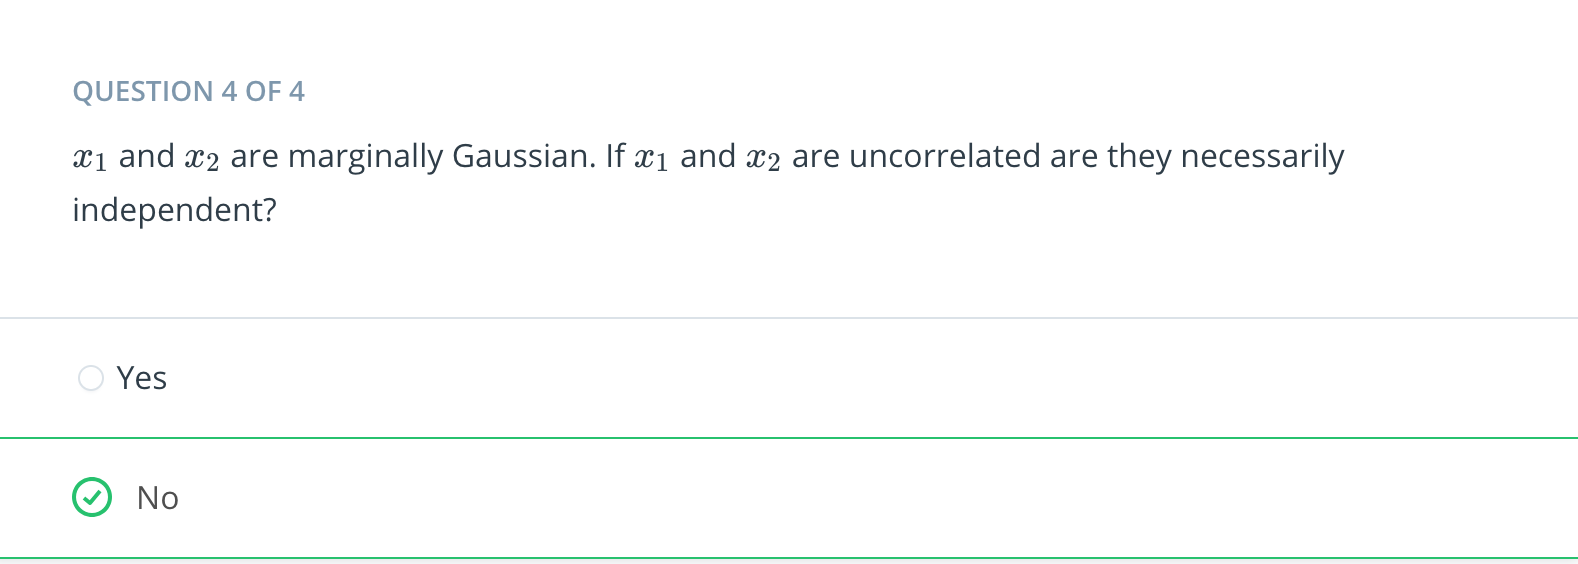 QUESTION 4 OF 4
x₁ and x₂ are marginally Gaussian. If x₁ and x₂ are uncorrelated are they necessarily
independent?
Yes
No